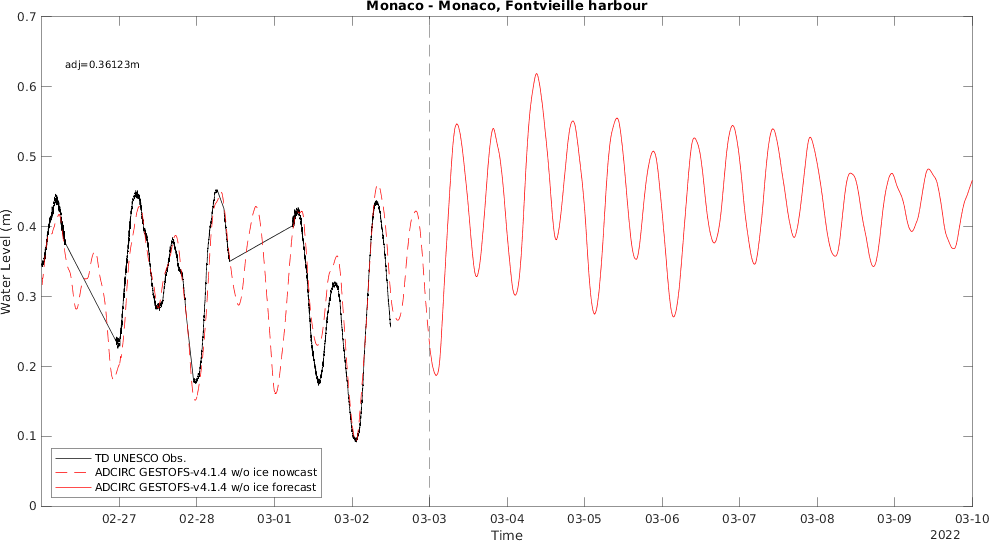 Monaco - Monaco, Fontvieille harbour
0.7
0.6
0.5
0.4
0.3
0.2
0.1
0
Water Level (m)
adj=0.36123m
TD UNESCO Obs.
ADCIRC GESTOFS-v4.1.4 w/o ice nowcast
ADCIRC GESTOFS-v4.1.4 w/o ice forecast
02-27 02-28 03-01 03-02 03-03 03-04 03-05 03-06 03-07 03-08 03-09 03-10
Time
2022